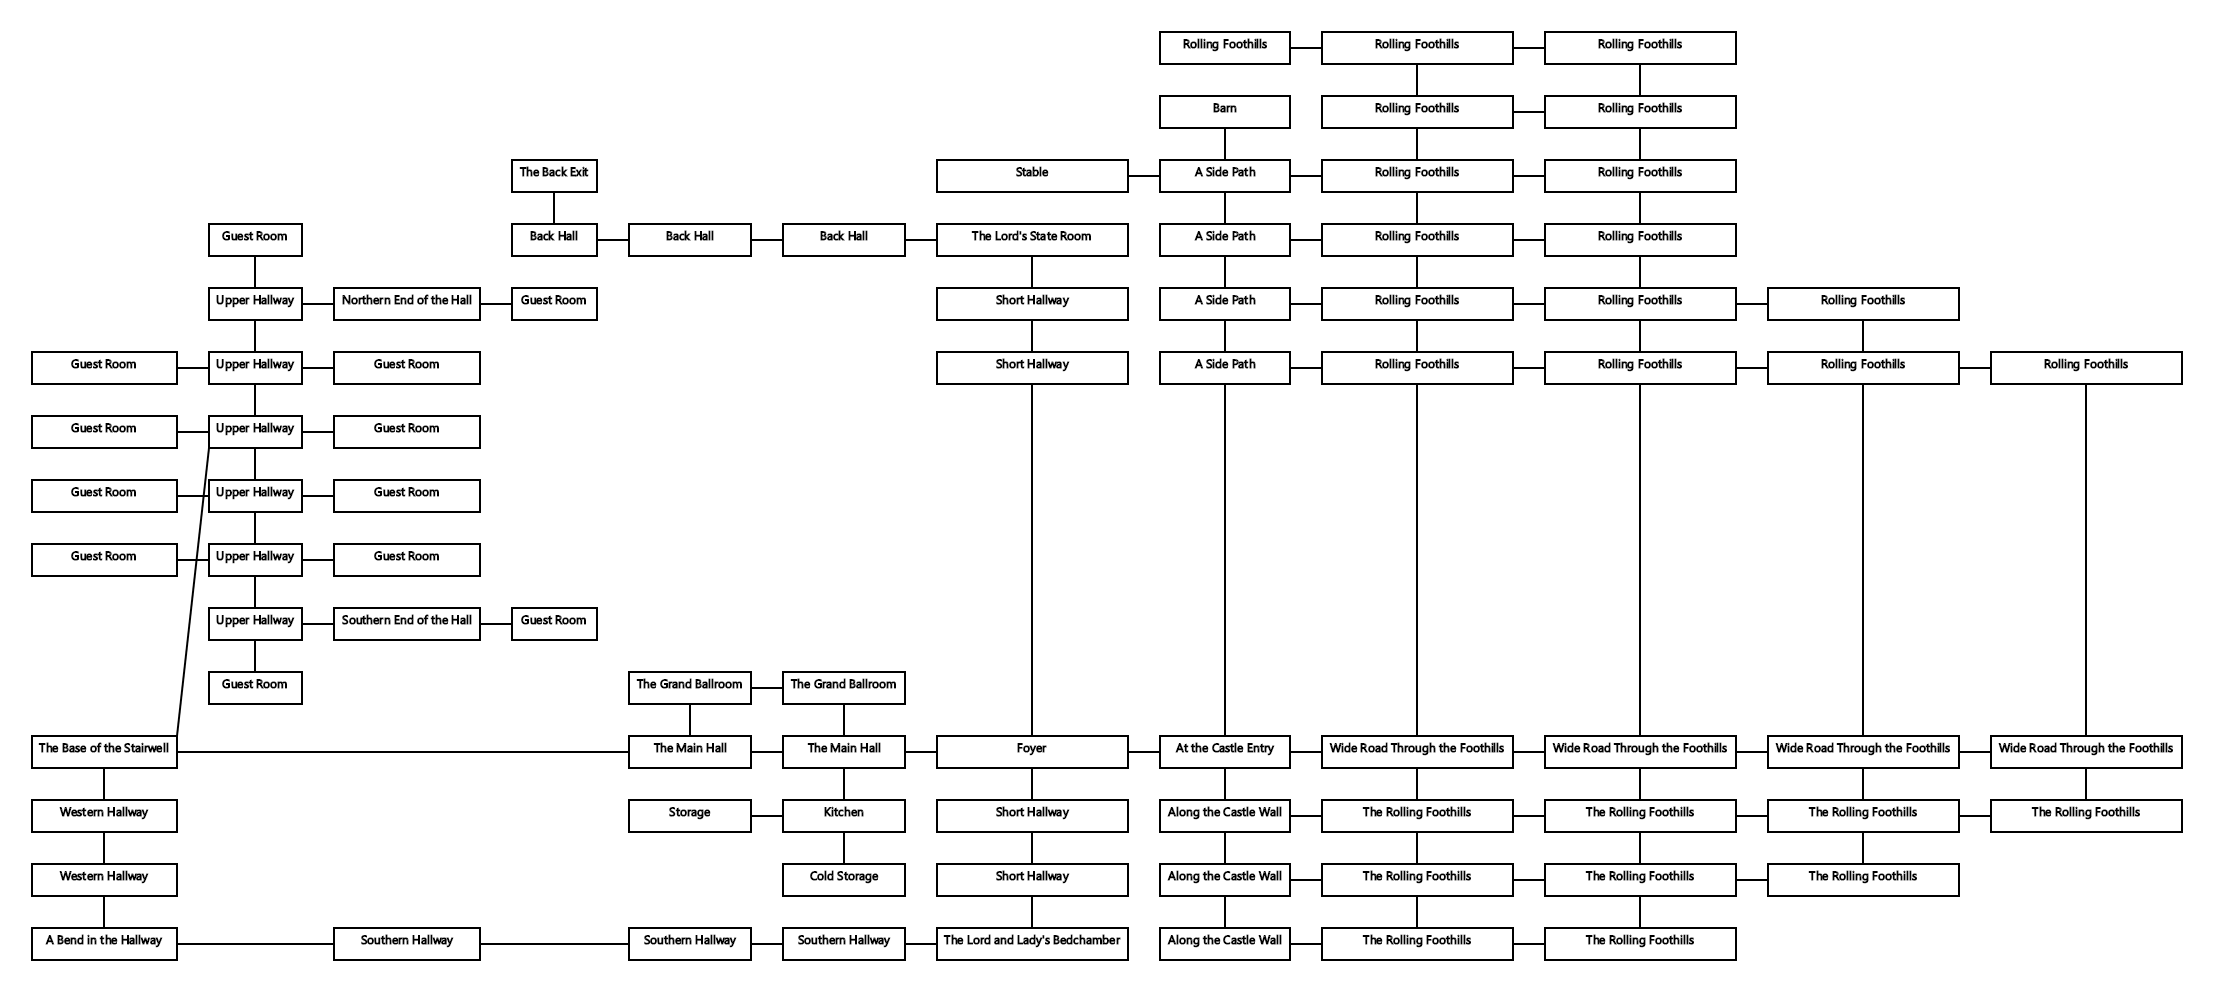 Rolling Foothills
Rolling Foothills
Rolling Foothills
Barn
Rolling Foothills
Rolling Foothills
The Back Exit
Stable
A Side Path
Rolling Foothills
Rolling Foothills
Guest Room
Back Hall
Back Hall
Back Hall
The Lord's State Room
A Side Path
Rolling Foothills
Rolling Foothills
Upper Hallway
Northern End of the Hall
Guest Room
Short Hallway
A Side Path
Rolling Foothills
Rolling Foothills
Rolling Foothills
Guest Room
Upper Hallway
Guest Room
Short Hallway
A Side Path
Rolling Foothills
Rolling Foothills
Rolling Foothills
Rolling Foothills
Guest Room
Upper Hallway
Guest Room
Guest Room
Upper Hallway
Guest Room
Guest Room
Upper Hallway
Guest Room
Upper Hallway
Southern End of the Hall
Guest Room
Guest Room
The Grand Ballroom
The Grand Ballroom
The Base of the Stairwell
The Main Hall
The Main Hall
Foyer
At the Castle Entry
Wide Road Through the Foothills
Wide Road Through the Foothills
Wide Road Through the Foothills
Wide Road Through the Foothills
Western Hallway
Storage
Kitchen
Short Hallway
Along the Castle Wall
The Rolling Foothills
The Rolling Foothills
The Rolling Foothills
The Rolling Foothills
Western Hallway
Cold Storage
Short Hallway
Along the Castle Wall
The Rolling Foothills
The Rolling Foothills
The Rolling Foothills
A Bend in the Hallway
Southern Hallway
Southern Hallway
Southern Hallway
The Lord and Lady's Bedchamber
Along the Castle Wall
The Rolling Foothills
The Rolling Foothills